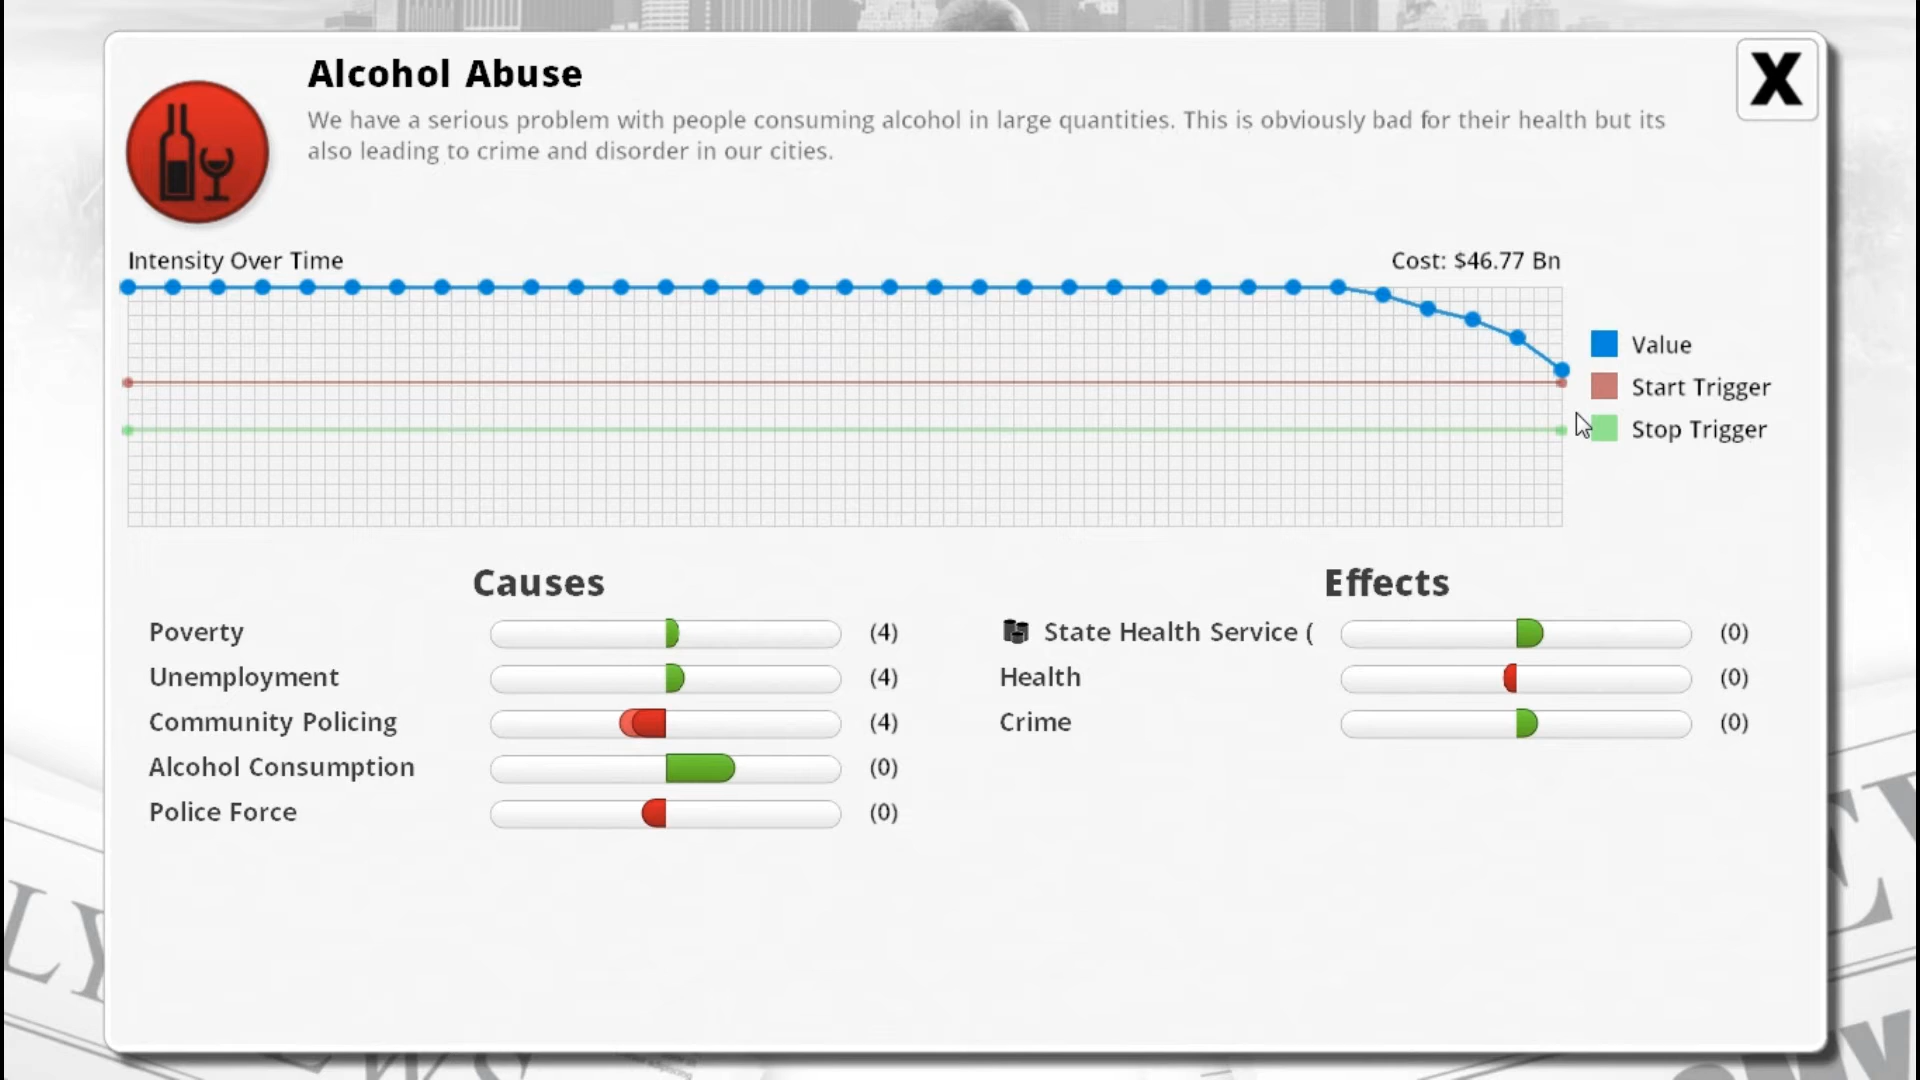 Alcohol Abuse
X
We have a serious problem with people consuming alcohol in large quantities. This is obviously bad for their health but its
also leading to crime and disorder in our cities.
Intensity Over Time
Cost: $46.77 Bn
Value
Start Trigger
Stop Trigger
Causes
Poverty (4)
Unemployment (4)
Community Policing (4)
Alcohol Consumption (0)
Police Force (0)
Effects
State Health Service ( (0)
Health (0)
Crime (0)